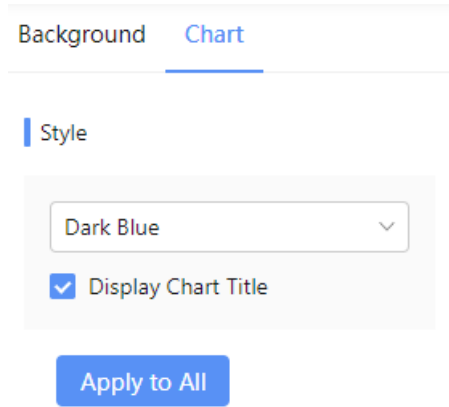 Background Chart
Style
Dark Blue
Display Chart Title
Apply to All